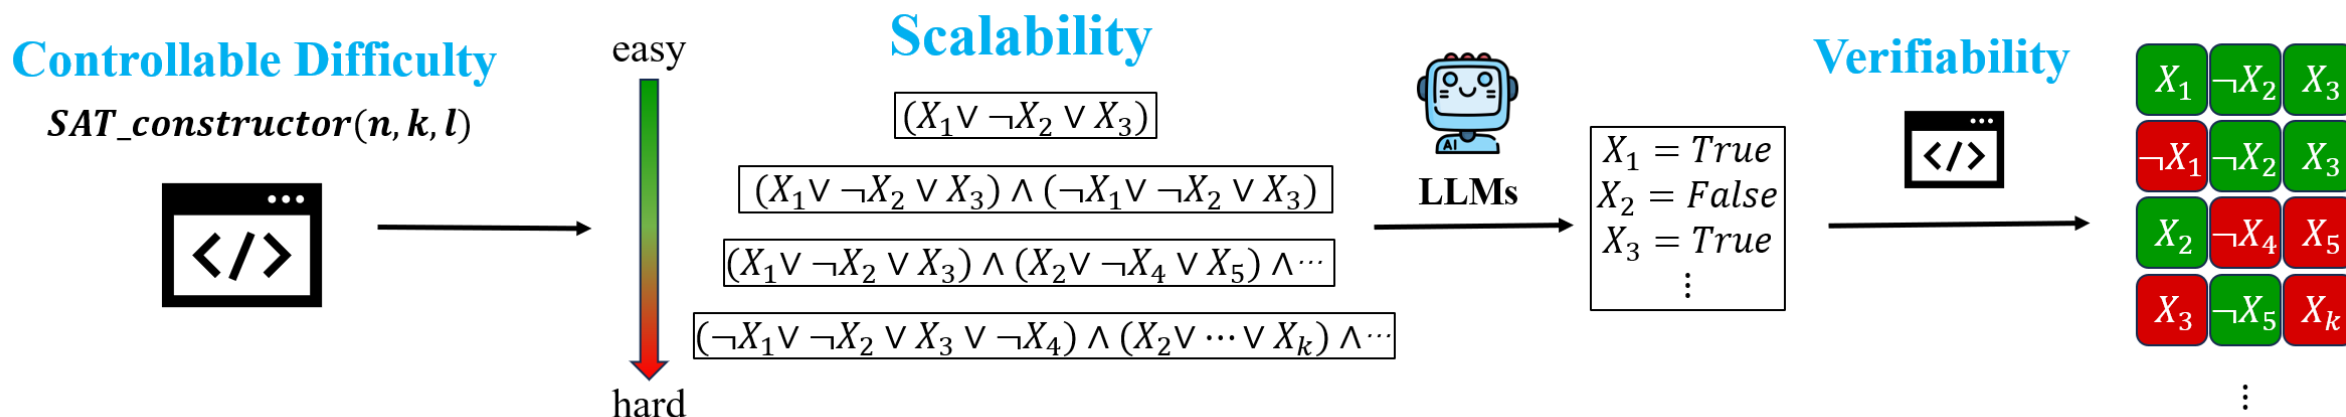 Controllable Difficulty
SAT_constructor(n, k, l)
</>
easy
hard
Scalability
(X₁∨ ¬X₂ ∨ X₃)
(X₁∨ ¬X₂ ∨ X₃) ∧ (¬X₁∨ ¬X₂ ∨ X₃)
(X₁∨ ¬X₂ ∨ X₃) ∧ (X₂∨ ¬X₄ ∨ X₅) ∧⋯
(¬X₁∨ ¬X₂ ∨ X₃ ∨ ¬X₄) ∧ (X₂∨ ⋯ ∨ Xₖ) ∧⋯
AI
LLMs
X₁ = True
X₂ = False
X₃ = True
⋮
Verifiability
</>
X₁ ¬X₂ X₃
¬X₁ ¬X₂ X₃
X₂ ¬X₄ X₅
X₃ ¬X₅ Xₖ
⋮